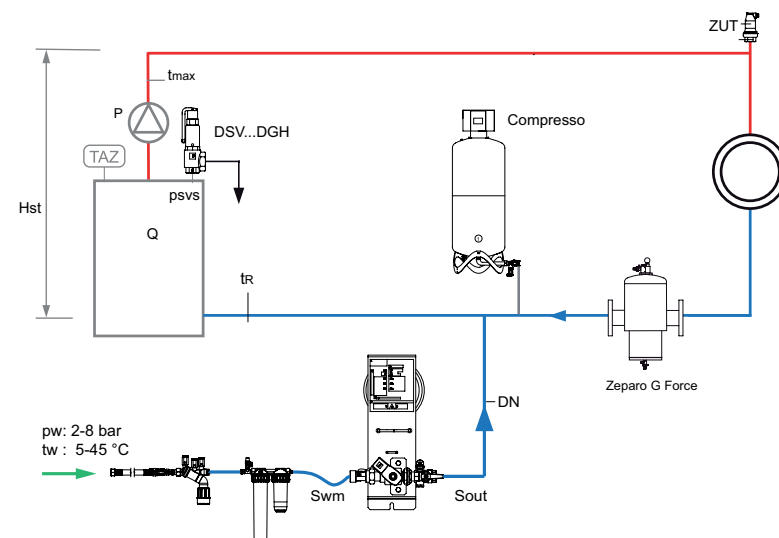 ZUT
tmax
P
DSV...DGH
Compresso
TAZ
psvs
Hst
Q
tR
Zeparo G Force
DN
pw: 2-8 bar
tw : 5-45 °C
Swm
Sout